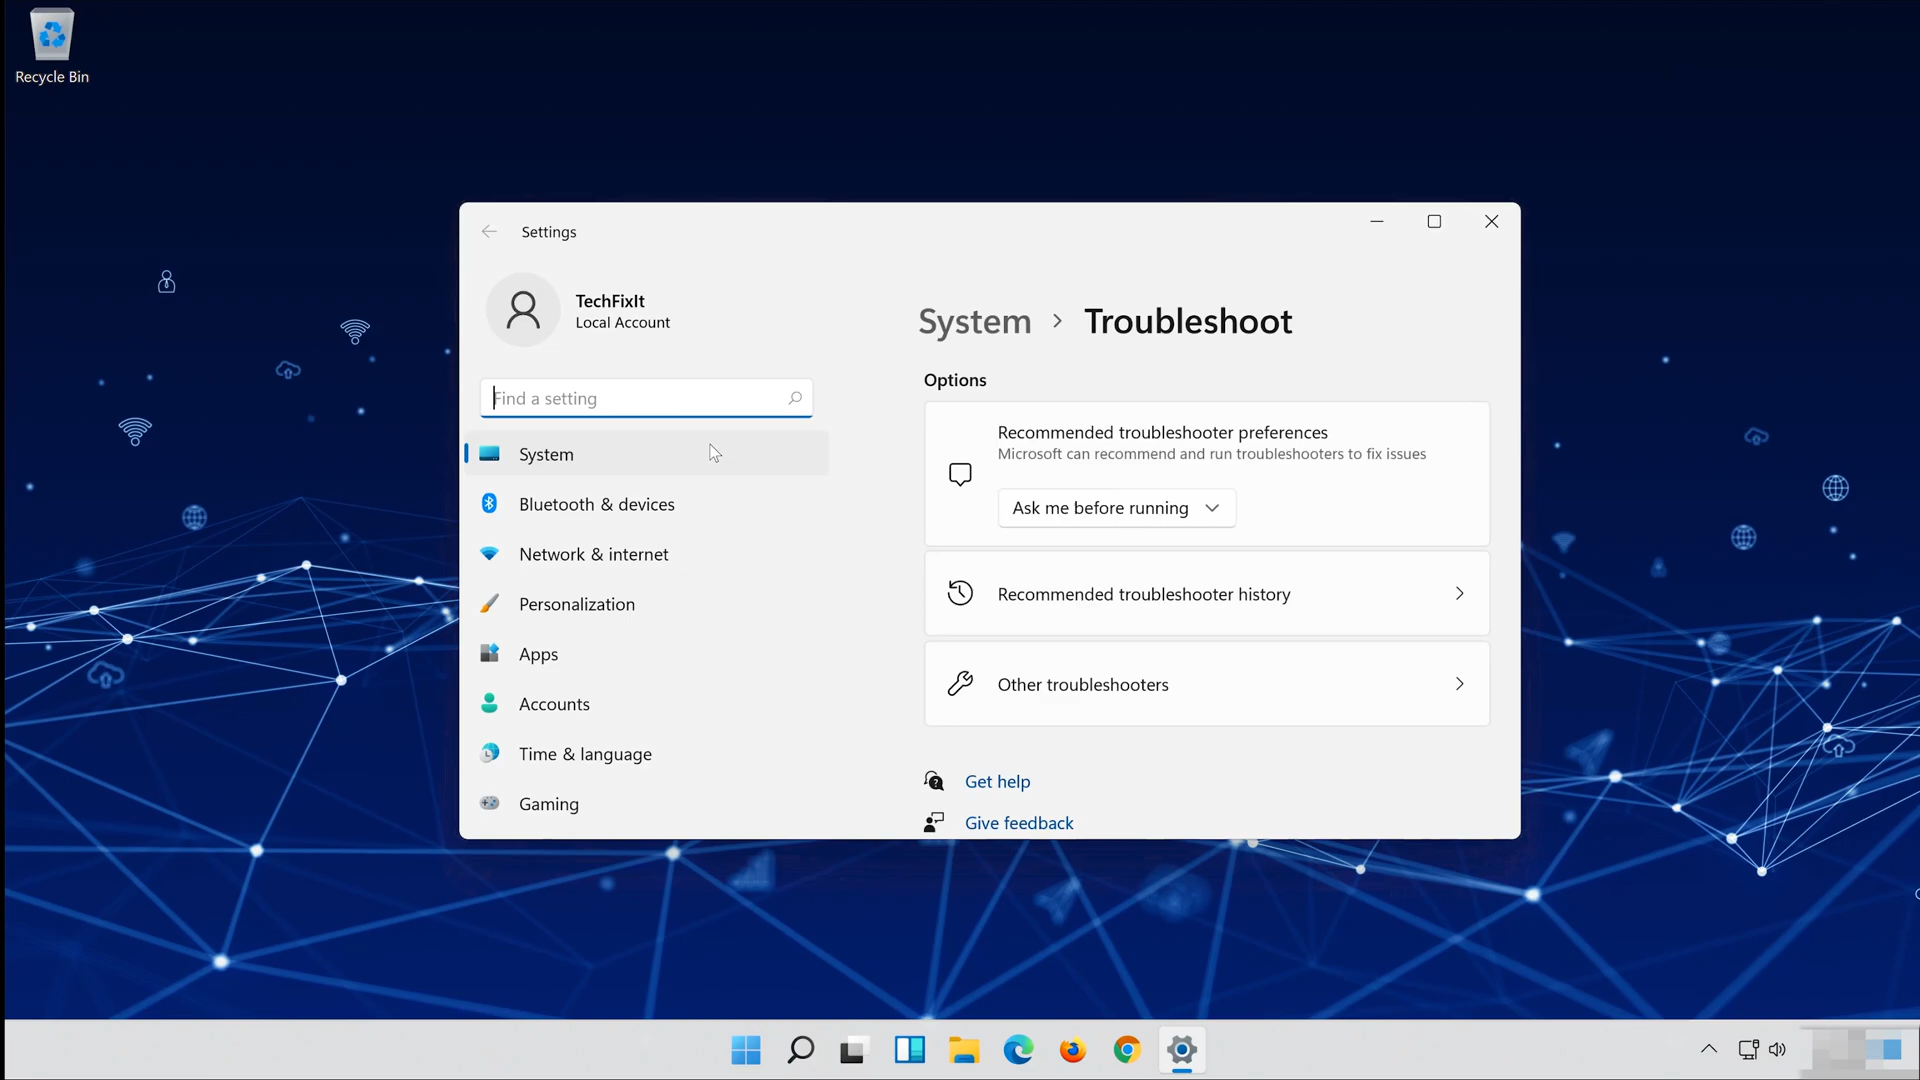 Recycle Bin
Settings
TechFixIt
Local Account
Find a setting
System
Bluetooth & devices
Network & internet
Personalization
Apps
Accounts
Time & language
Gaming
System > Troubleshoot
Options
Recommended troubleshooter preferences
Microsoft can recommend and run troubleshooters to fix issues
Ask me before running
Recommended troubleshooter history
Other troubleshooters
Get help
Give feedback